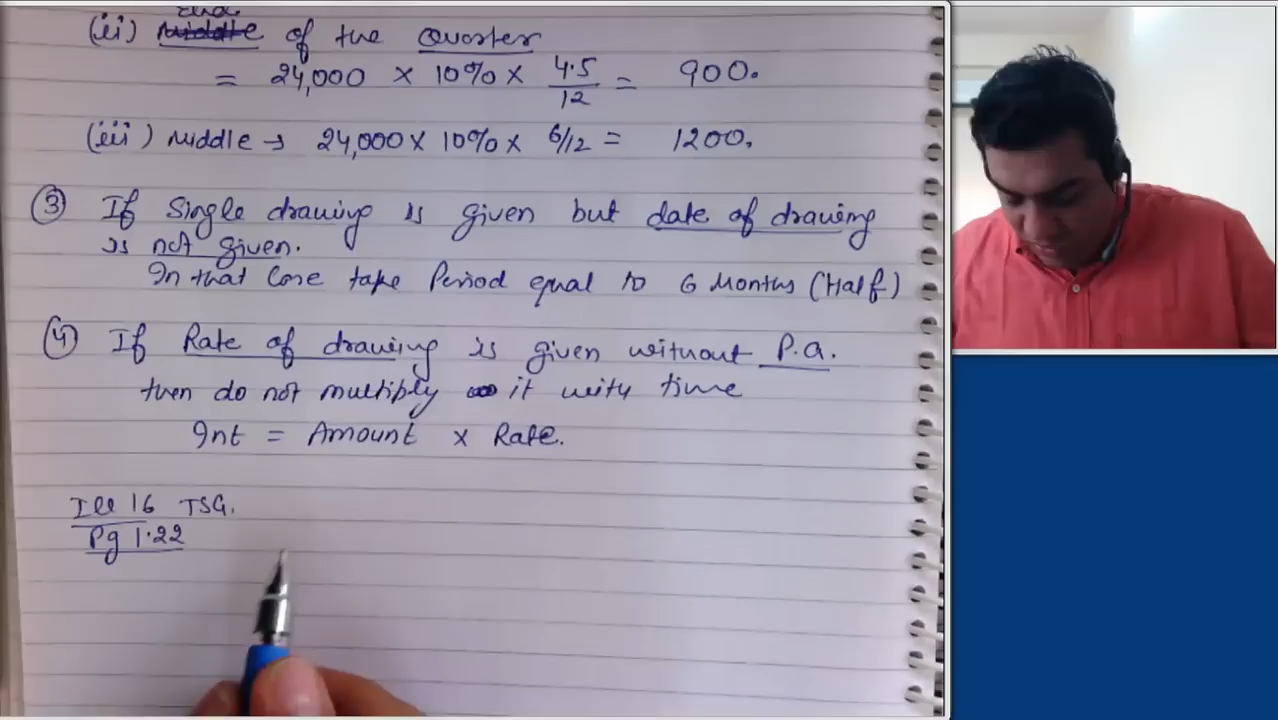 End
(ii) Middle of the Quarter
= 24,000 × 10% × 4.5/12 = 900.
(iii) Middle → 24,000 × 10% × 6/12 = 1200.
(3) If Single drawing is given but date of drawing
is not given.
In that Case take Period equal to 6 Months (Half)
(4) If Rate of drawing is given without P.a.
then do not multiply it with time
Int = Amount × Rate.
Ill 16 TSG.
Pg 1.22